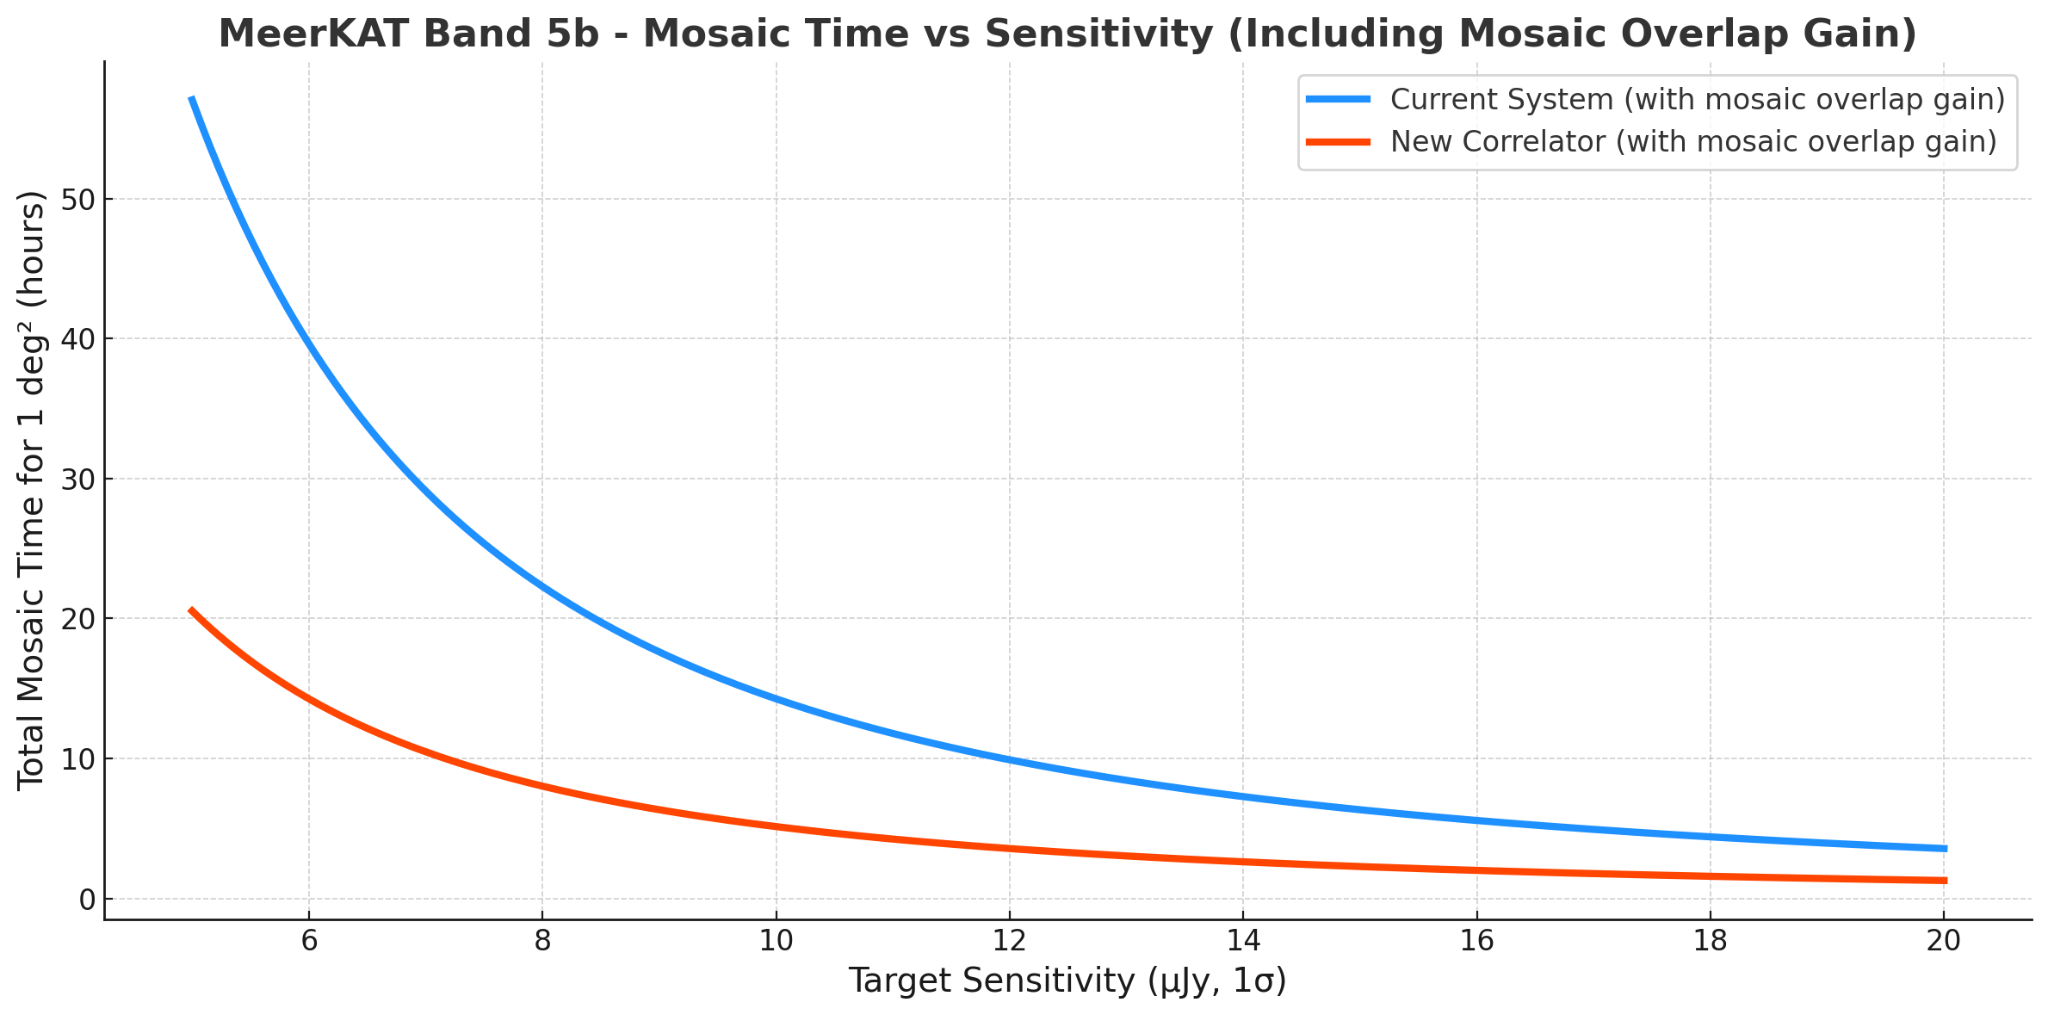 MeerKAT Band 5b - Mosaic Time vs Sensitivity (Including Mosaic Overlap Gain)
Current System (with mosaic overlap gain)
New Correlator (with mosaic overlap gain)
Total Mosaic Time for 1 deg² (hours)
50
40
30
20
10
0
6 8 10 12 14 16 18 20
Target Sensitivity (μJy, 1σ)